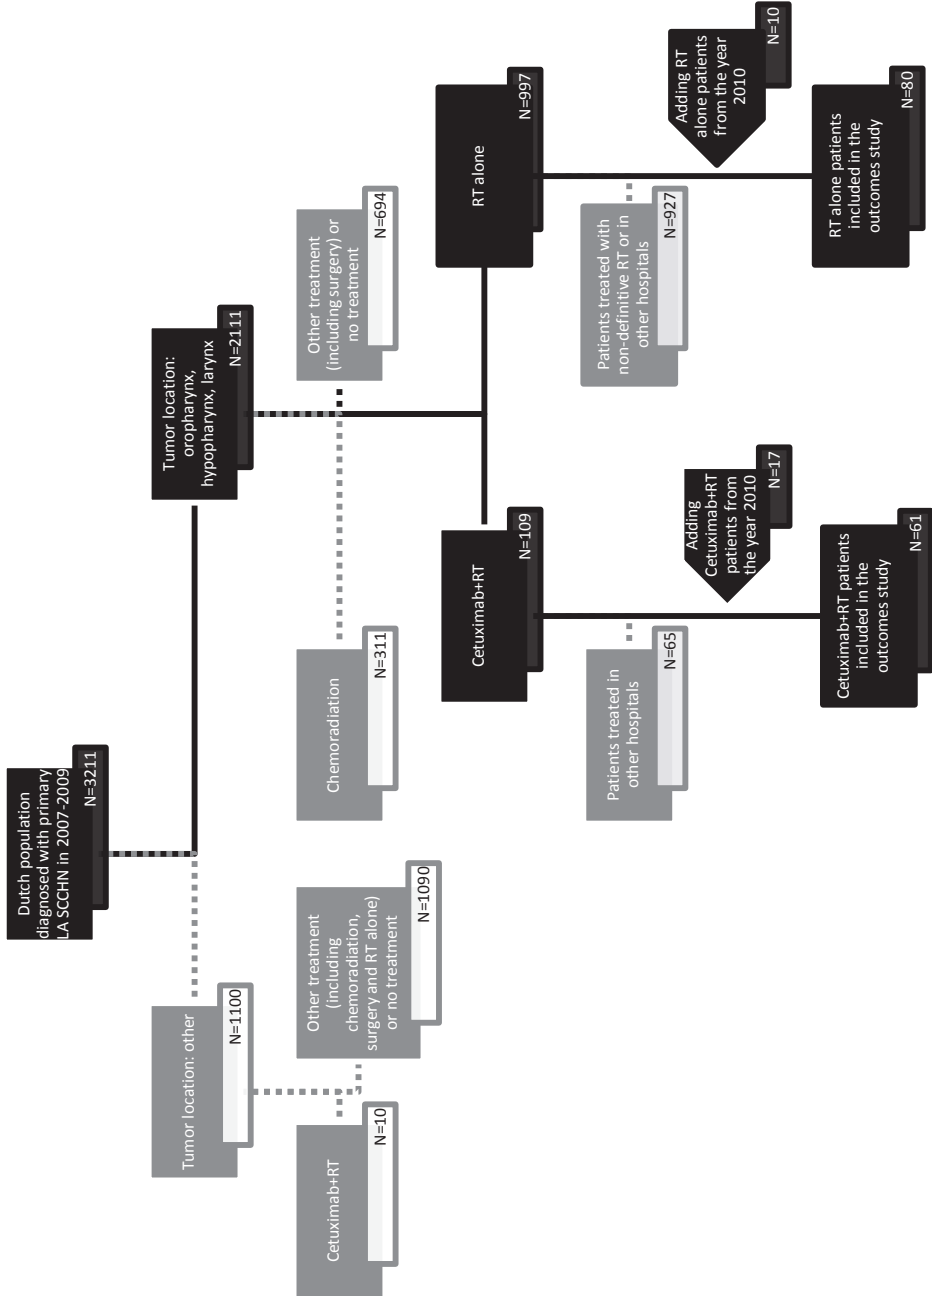 Dutch population
diagnosed with primary
LA SCCHN in 2007-2009
N=3211
Tumor location: other
N=1100
Tumor location:
oropharynx,
hypopharynx, larynx
N=2111
Cetuximab+RT
N=10
Other treatment
(including
chemoradiation,
surgery and RT alone)
or no treatment
N=1090
Chemoradiation
N=311
Other treatment
(including surgery) or
no treatment
N=694
Cetuximab+RT
N=109
RT alone
N=997
Patients treated in
other hospitals
N=65
Adding
Cetuximab+RT
patients from
the year 2010
N=17
Patients treated with
non-definitive RT or in
other hospitals
N=927
Adding RT
alone patients
from the year
2010
N=10
Cetuximab+RT patients
included in the
outcomes study
N=61
RT alone patients
included in the
outcomes study
N=80